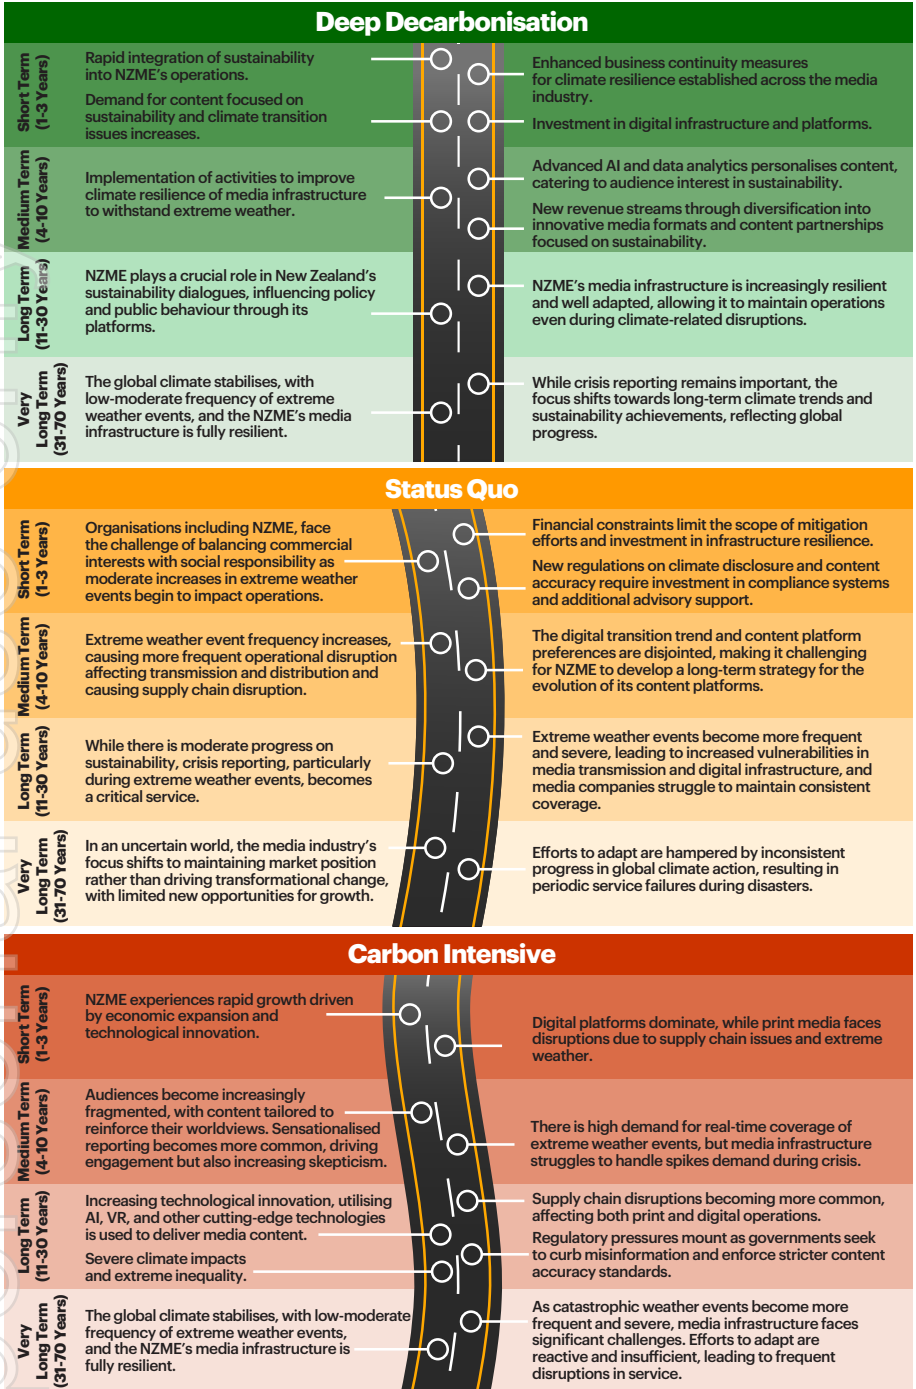 Deep Decarbonisation
Short Term
(1-3 Years)
Rapid integration of sustainability
into NZME's operations.
Demand for content focused on
sustainability and climate transition
issues increases.
Enhanced business continuity measures
for climate resilience established across the media
industry.
Investment in digital infrastructure and platforms.
Medium Term
(4-10 Years)
Implementation of activities to improve
climate resilience of media infrastructure
to withstand extreme weather.
Advanced AI and data analytics personalises content,
catering to audience interest in sustainability.
New revenue streams through diversification into
innovative media formats and content partnerships
focused on sustainability.
Long Term
(11-30 Years)
NZME plays a crucial role in New Zealand's
sustainability dialogues, influencing policy
and public behaviour through its
platforms.
NZME's media infrastructure is increasingly resilient
and well adapted, allowing it to maintain operations
even during climate-related disruptions.
Very
Long Term
(31-70 Years)
The global climate stabilises, with
low-moderate frequency of extreme
weather events, and the NZME's media
infrastructure is fully resilient.
While crisis reporting remains important, the
focus shifts towards long-term climate trends and
sustainability achievements, reflecting global
progress.
Status Quo
Short Term
(1-3 Years)
Organisations including NZME, face
the challenge of balancing commercial
interests with social responsibility as
moderate increases in extreme weather
events begin to impact operations.
Financial constraints limit the scope of mitigation
efforts and investment in infrastructure resilience.
New regulations on climate disclosure and content
accuracy require investment in compliance systems
and additional advisory support.
Medium Term
(4-10 Years)
Extreme weather event frequency increases,
causing more frequent operational disruption
affecting transmission and distribution and
causing supply chain disruption.
The digital transition trend and content platform
preferences are disjointed, making it challenging
for NZME to develop a long-term strategy for the
evolution of its content platforms.
Long Term
(11-30 Years)
While there is moderate progress on
sustainability, crisis reporting, particularly
during extreme weather events, becomes
a critical service.
Extreme weather events become more frequent
and severe, leading to increased vulnerabilities in
media transmission and digital infrastructure, and
media companies struggle to maintain consistent
coverage.
Very
Long Term
(31-70 Years)
In an uncertain world, the media industry's
focus shifts to maintaining market position
rather than driving transformational change,
with limited new opportunities for growth.
Efforts to adapt are hampered by inconsistent
progress in global climate action, resulting in
periodic service failures during disasters.
Carbon Intensive
Short Term
(1-3 Years)
NZME experiences rapid growth driven
by economic expansion and
technological innovation.
Digital platforms dominate, while print media faces
disruptions due to supply chain issues and extreme
weather.
Medium Term
(4-10 Years)
Audiences become increasingly
fragmented, with content tailored to
reinforce their worldviews. Sensationalised
reporting becomes more common, driving
engagement but also increasing skepticism.
There is high demand for real-time coverage of
extreme weather events, but media infrastructure
struggles to handle spikes demand during crisis.
Long Term
(11-30 Years)
Increasing technological innovation, utilising
AI, VR, and other cutting-edge technologies
is used to deliver media content.
Severe climate impacts
and extreme inequality.
Supply chain disruptions becoming more common,
affecting both print and digital operations.
Regulatory pressures mount as governments seek
to curb misinformation and enforce stricter content
accuracy standards.
Very
Long Term
(31-70 Years)
The global climate stabilises, with low-moderate
frequency of extreme weather events,
and the NZME's media infrastructure is
fully resilient.
As catastrophic weather events become more
frequent and severe, media infrastructure faces
significant challenges. Efforts to adapt are
reactive and insufficient, leading to frequent
disruptions in service.